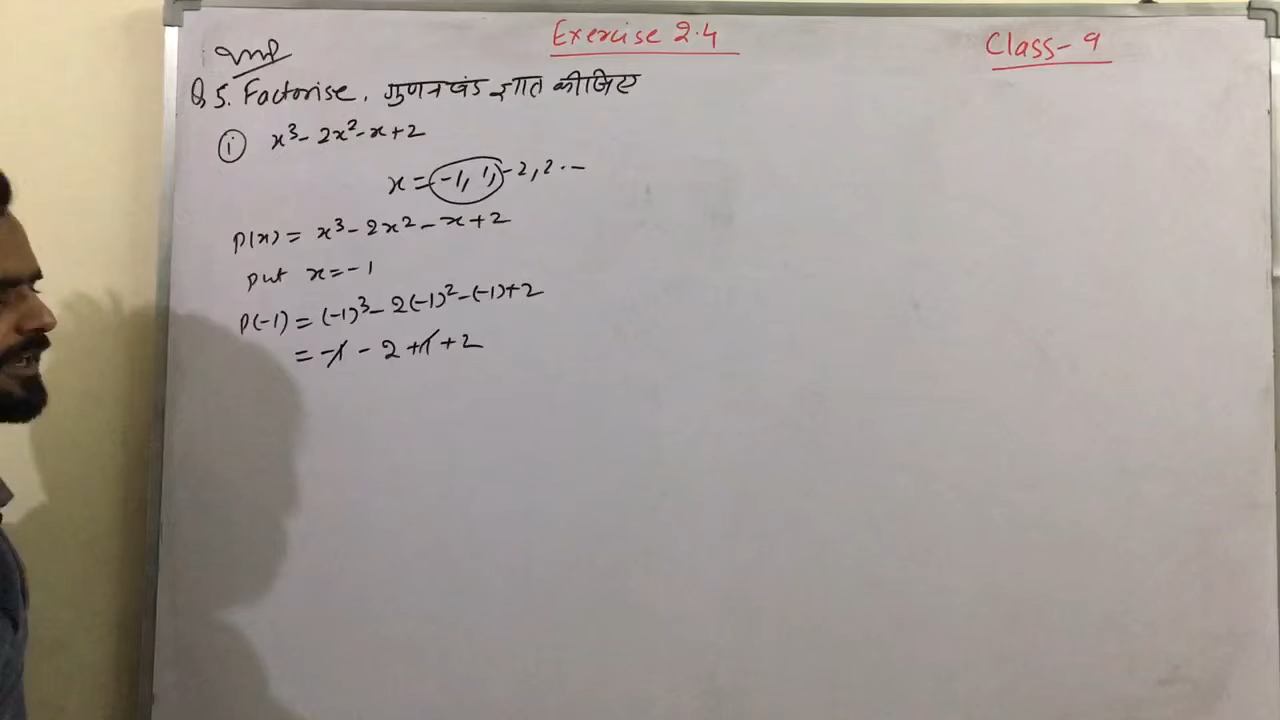 Exercise 2.4
Class-9
Imp
Q 5. Factorise. गुणनखंड ज्ञात कीजिए
(i) x³ - 2x² - x + 2
x = -1, 1, -2, 2 . –
P(x) = x³ - 2x² - x + 2
put x = -1
P(-1) = (-1)³ - 2(-1)² - (-1) + 2
= -1 - 2 + 1 + 2